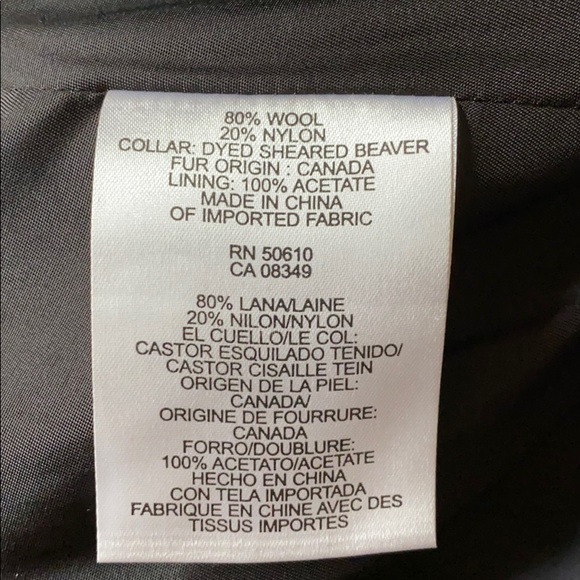 80% WOOL
20% NYLON
COLLAR: DYED SHEARED BEAVER
FUR ORIGIN : CANADA
LINING: 100% ACETATE
MADE IN CHINA
OF IMPORTED FABRIC
RN 50610
CA 08349
80% LANA/LAINE
20% NILON/NYLON
EL CUELLO/LE COL:
CASTOR ESQUILADO TENIDO/
CASTOR CISAILLE TEIN
ORIGEN DE LA PIEL:
CANADA/
ORIGINE DE FOURRURE:
CANADA
FORRO/DOUBLURE:
100% ACETATO/ACETATE
HECHO EN CHINA
CON TELA IMPORTADA
FABRIQUE EN CHINE AVEC DES
TISSUS IMPORTES